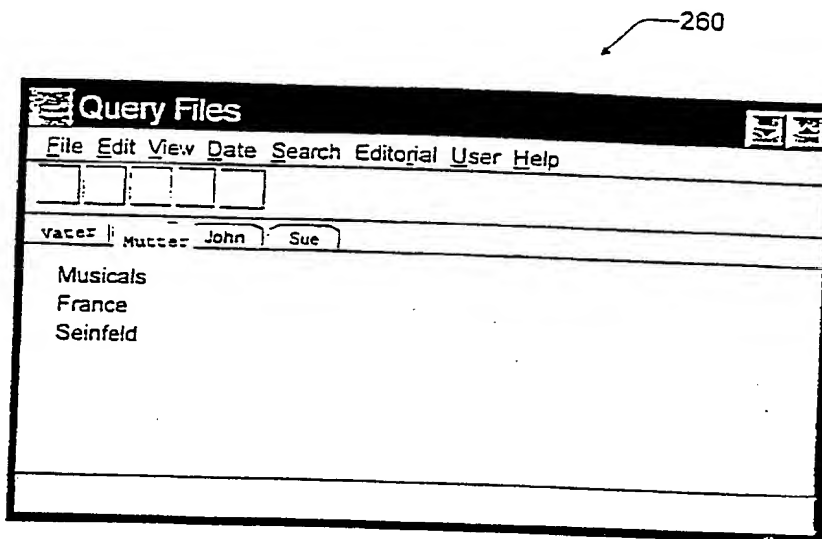 260
Query Files
File Edit View Date Search Editorial User Help
Vater Mutter John Sue
Musicals
France
Seinfeld